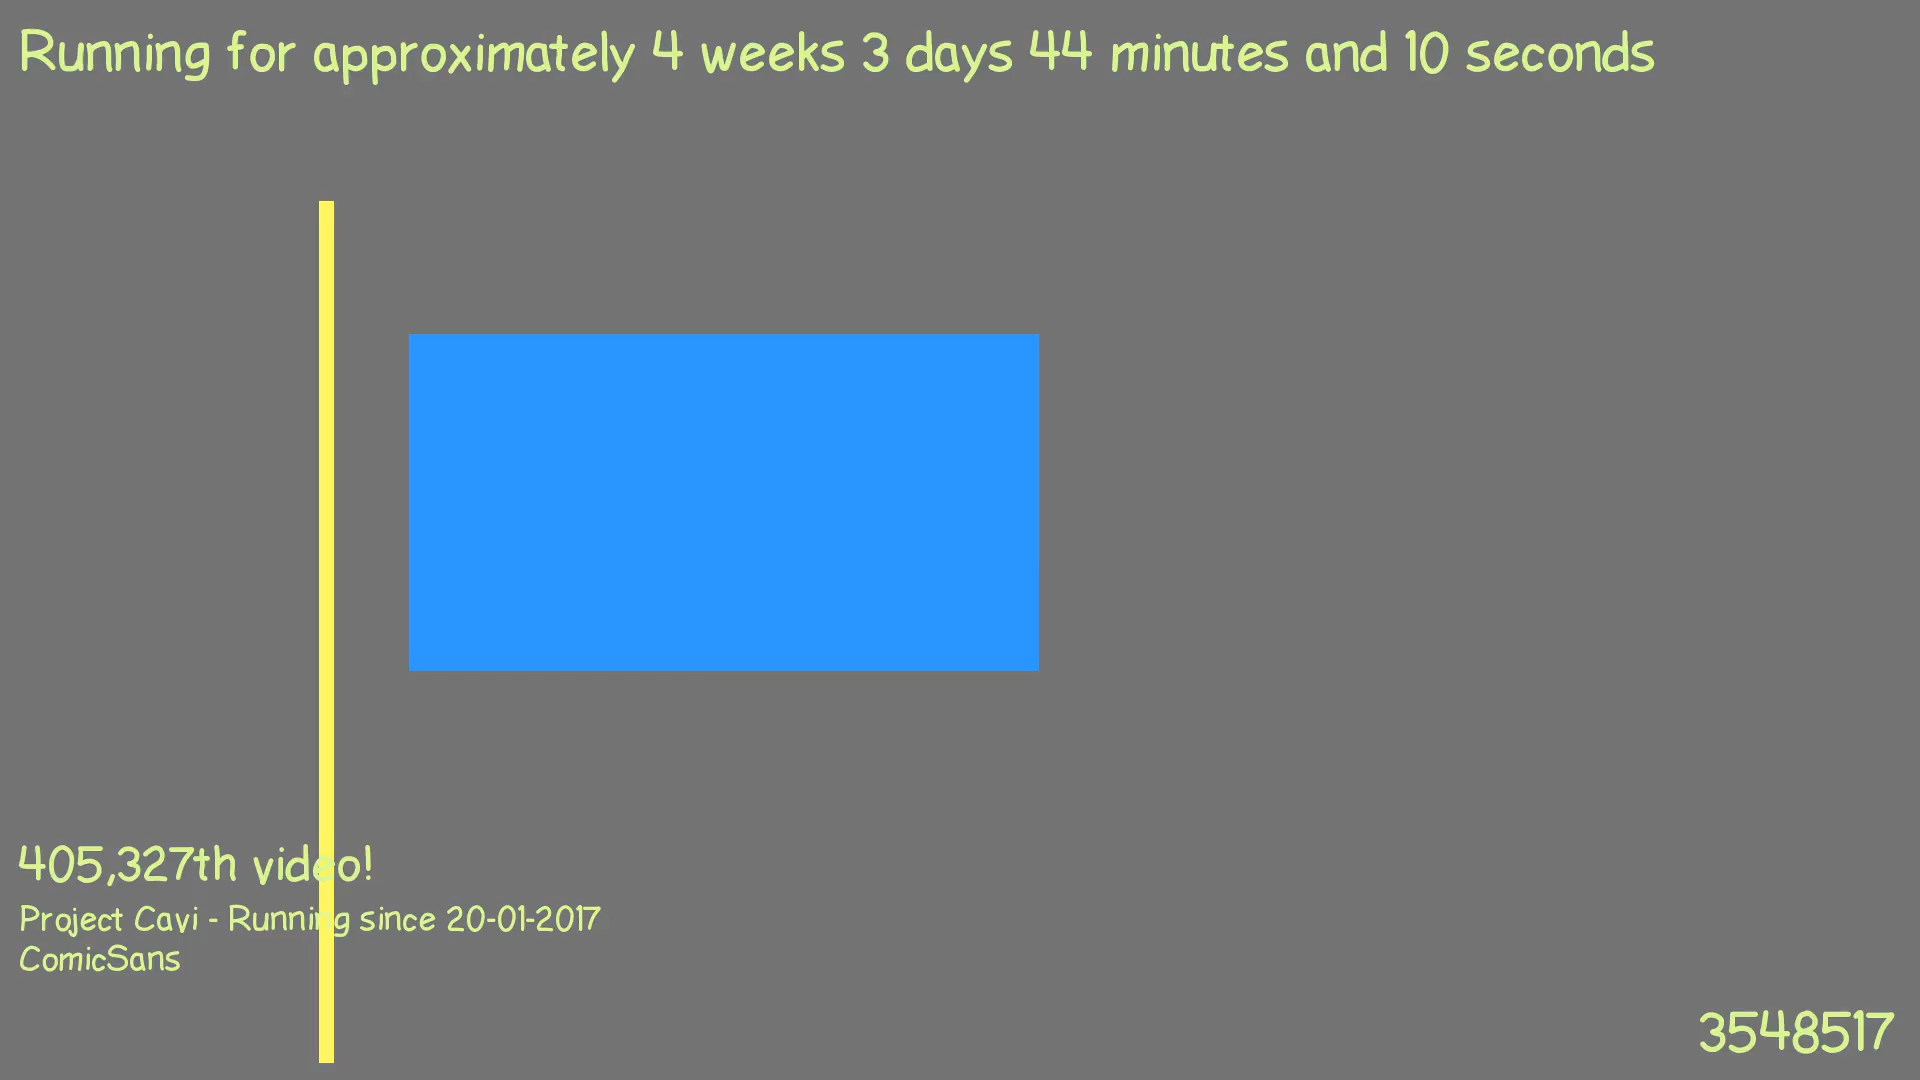 Running for approximately 4 weeks 3 days 44 minutes and 10 seconds
405,327th video!
Project Cavi - Running since 20-01-2017
ComicSans
3548517